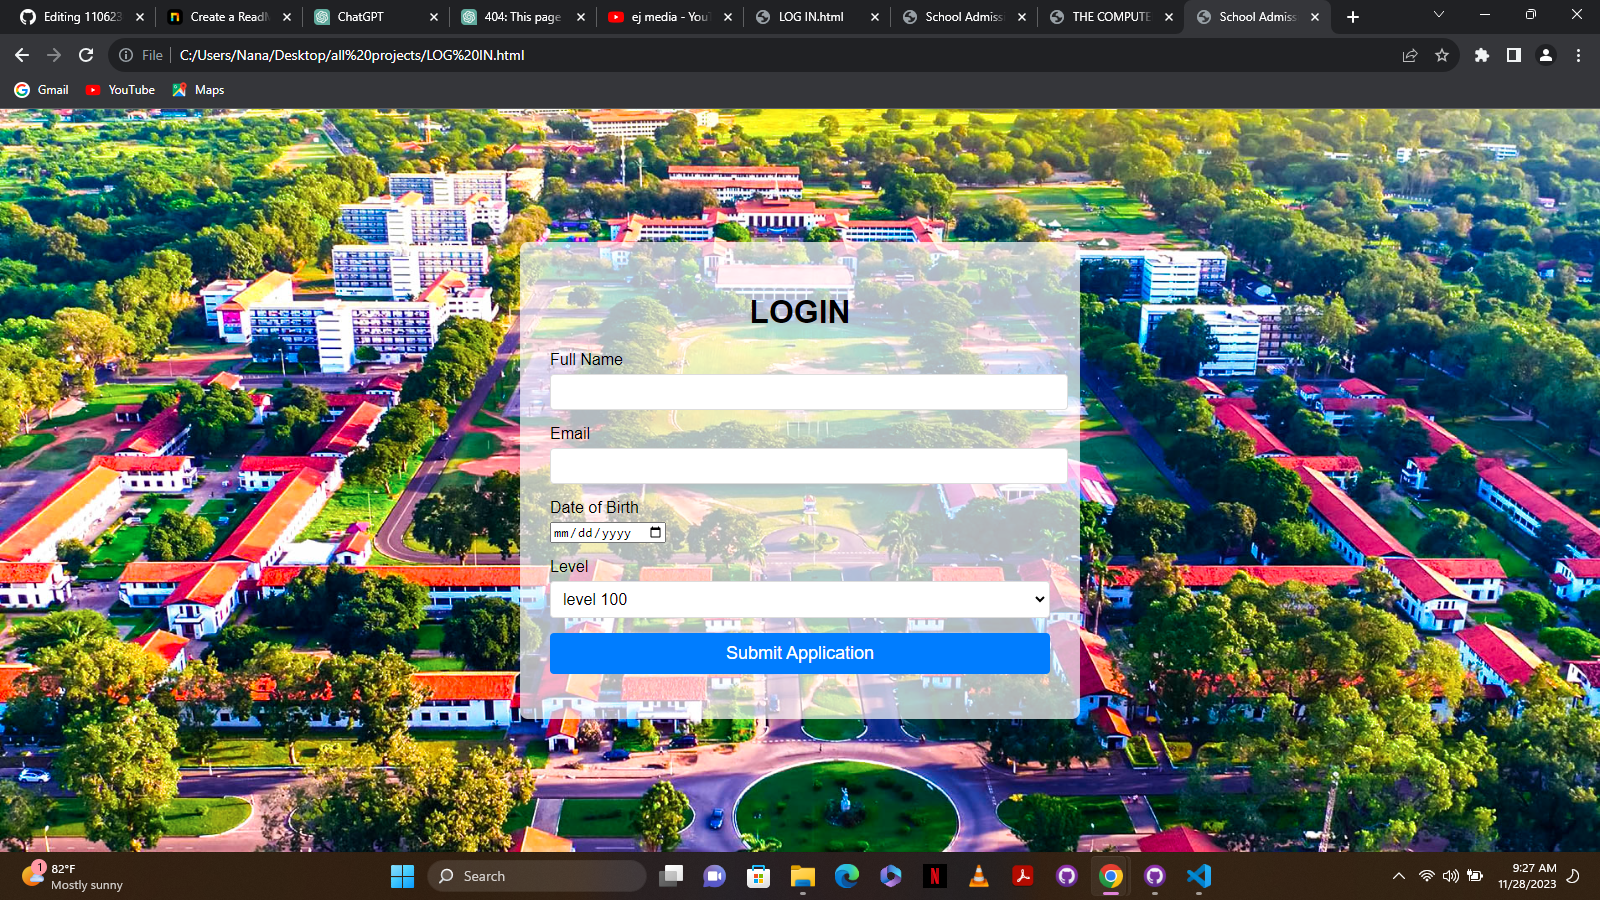 Editing 110623
Create a ReadM
ChatGPT
404: This page
ej media - YouT
LOG IN.html
School Admiss
THE COMPUTE
School Admiss
File
C:/Users/Nana/Desktop/all%20projects/LOG%20IN.html
Gmail
YouTube
Maps
LOGIN
Full Name
Email
Date of Birth
mm/dd/yyyy
Level
level 100
Submit Application
1
82°F
Mostly sunny
Search
N
9:27 AM
11/28/2023